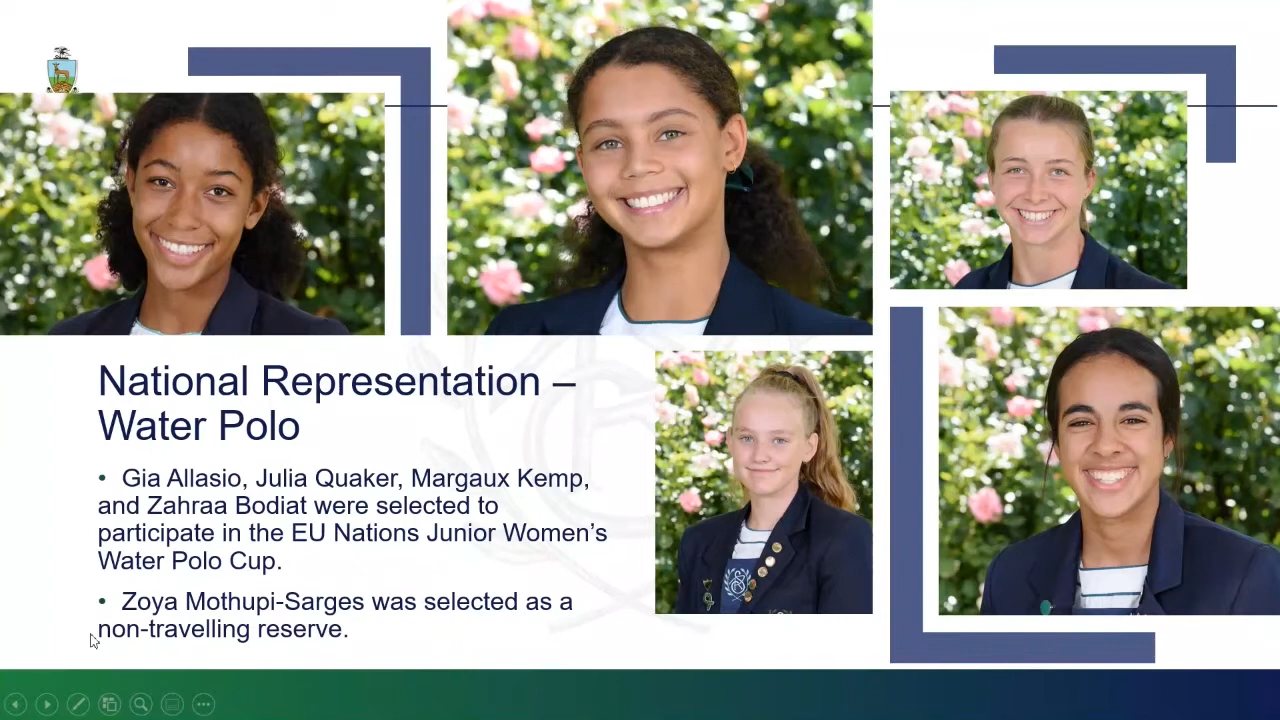 National Representation –
Water Polo
• Gia Allasio, Julia Quaker, Margaux Kemp,
and Zahraa Bodiat were selected to
participate in the EU Nations Junior Women’s
Water Polo Cup.
• Zoya Mothupi-Sarges was selected as a
non-travelling reserve.